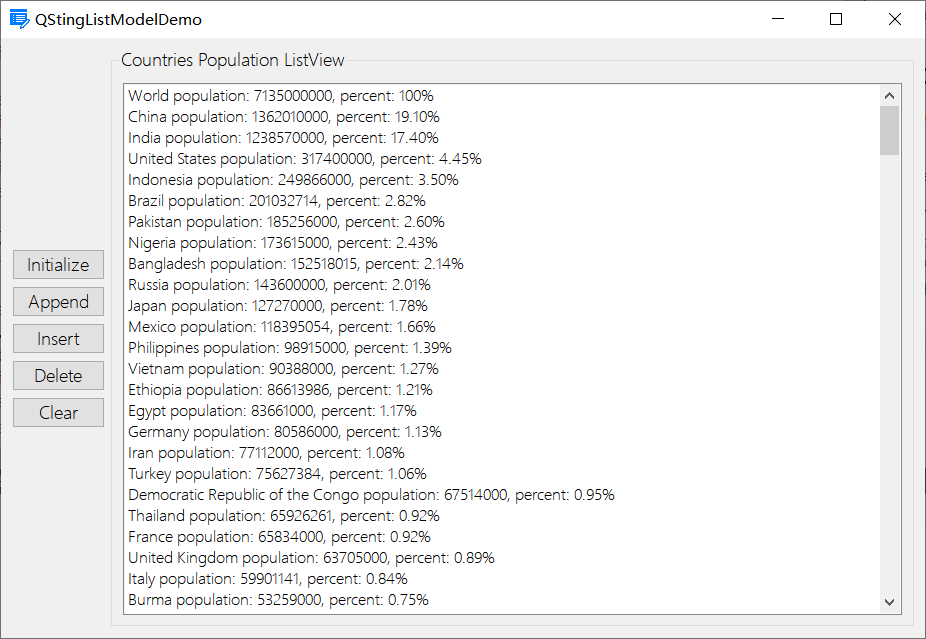 QStingListModelDemo
Countries Population ListView
World population: 7135000000, percent: 100%
China population: 1362010000, percent: 19.10%
India population: 1238570000, percent: 17.40%
United States population: 317400000, percent: 4.45%
Indonesia population: 249866000, percent: 3.50%
Brazil population: 201032714, percent: 2.82%
Pakistan population: 185256000, percent: 2.60%
Nigeria population: 173615000, percent: 2.43%
Bangladesh population: 152518015, percent: 2.14%
Russia population: 143600000, percent: 2.01%
Japan population: 127270000, percent: 1.78%
Mexico population: 118395054, percent: 1.66%
Philippines population: 98915000, percent: 1.39%
Vietnam population: 90388000, percent: 1.27%
Ethiopia population: 86613986, percent: 1.21%
Egypt population: 83661000, percent: 1.17%
Germany population: 80586000, percent: 1.13%
Iran population: 77112000, percent: 1.08%
Turkey population: 75627384, percent: 1.06%
Democratic Republic of the Congo population: 67514000, percent: 0.95%
Thailand population: 65926261, percent: 0.92%
France population: 65834000, percent: 0.92%
United Kingdom population: 63705000, percent: 0.89%
Italy population: 59901141, percent: 0.84%
Burma population: 53259000, percent: 0.75%
Initialize
Append
Insert
Delete
Clear